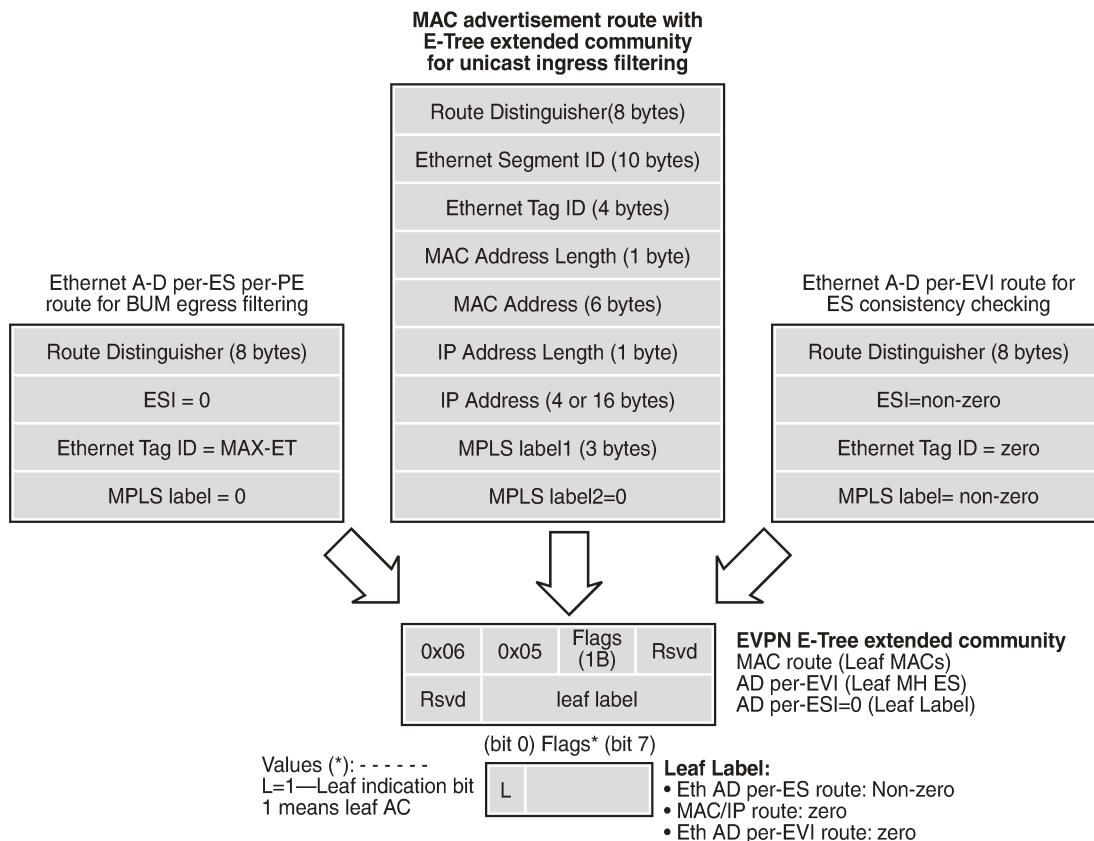 MAC advertisement route with
E-Tree extended community
for unicast ingress filtering
Route Distinguisher(8 bytes)
Ethernet Segment ID (10 bytes)
Ethernet Tag ID (4 bytes)
MAC Address Length (1 byte)
MAC Address (6 bytes)
IP Address Length (1 byte)
IP Address (4 or 16 bytes)
MPLS label1 (3 bytes)
MPLS label2=0
Ethernet A-D per-ES per-PE
route for BUM egress filtering
Route Distinguisher (8 bytes)
ESI = 0
Ethernet Tag ID = MAX-ET
MPLS label = 0
Ethernet A-D per-EVI route for
ES consistency checking
Route Distinguisher (8 bytes)
ESI=non-zero
Ethernet Tag ID = zero
MPLS label= non-zero
0x06
0x05
Flags
(1B)
Rsvd
Rsvd
leaf label
EVPN E-Tree extended community
MAC route (Leaf MACs)
AD per-EVI (Leaf MH ES)
AD per-ESI=0 (Leaf Label)
(bit 0) Flags* (bit 7)
Values (*): - - - - - -
L=1—Leaf indication bit
1 means leaf AC
L
Leaf Label:
• Eth AD per-ES route: Non-zero
• MAC/IP route: zero
• Eth AD per-EVI route: zero